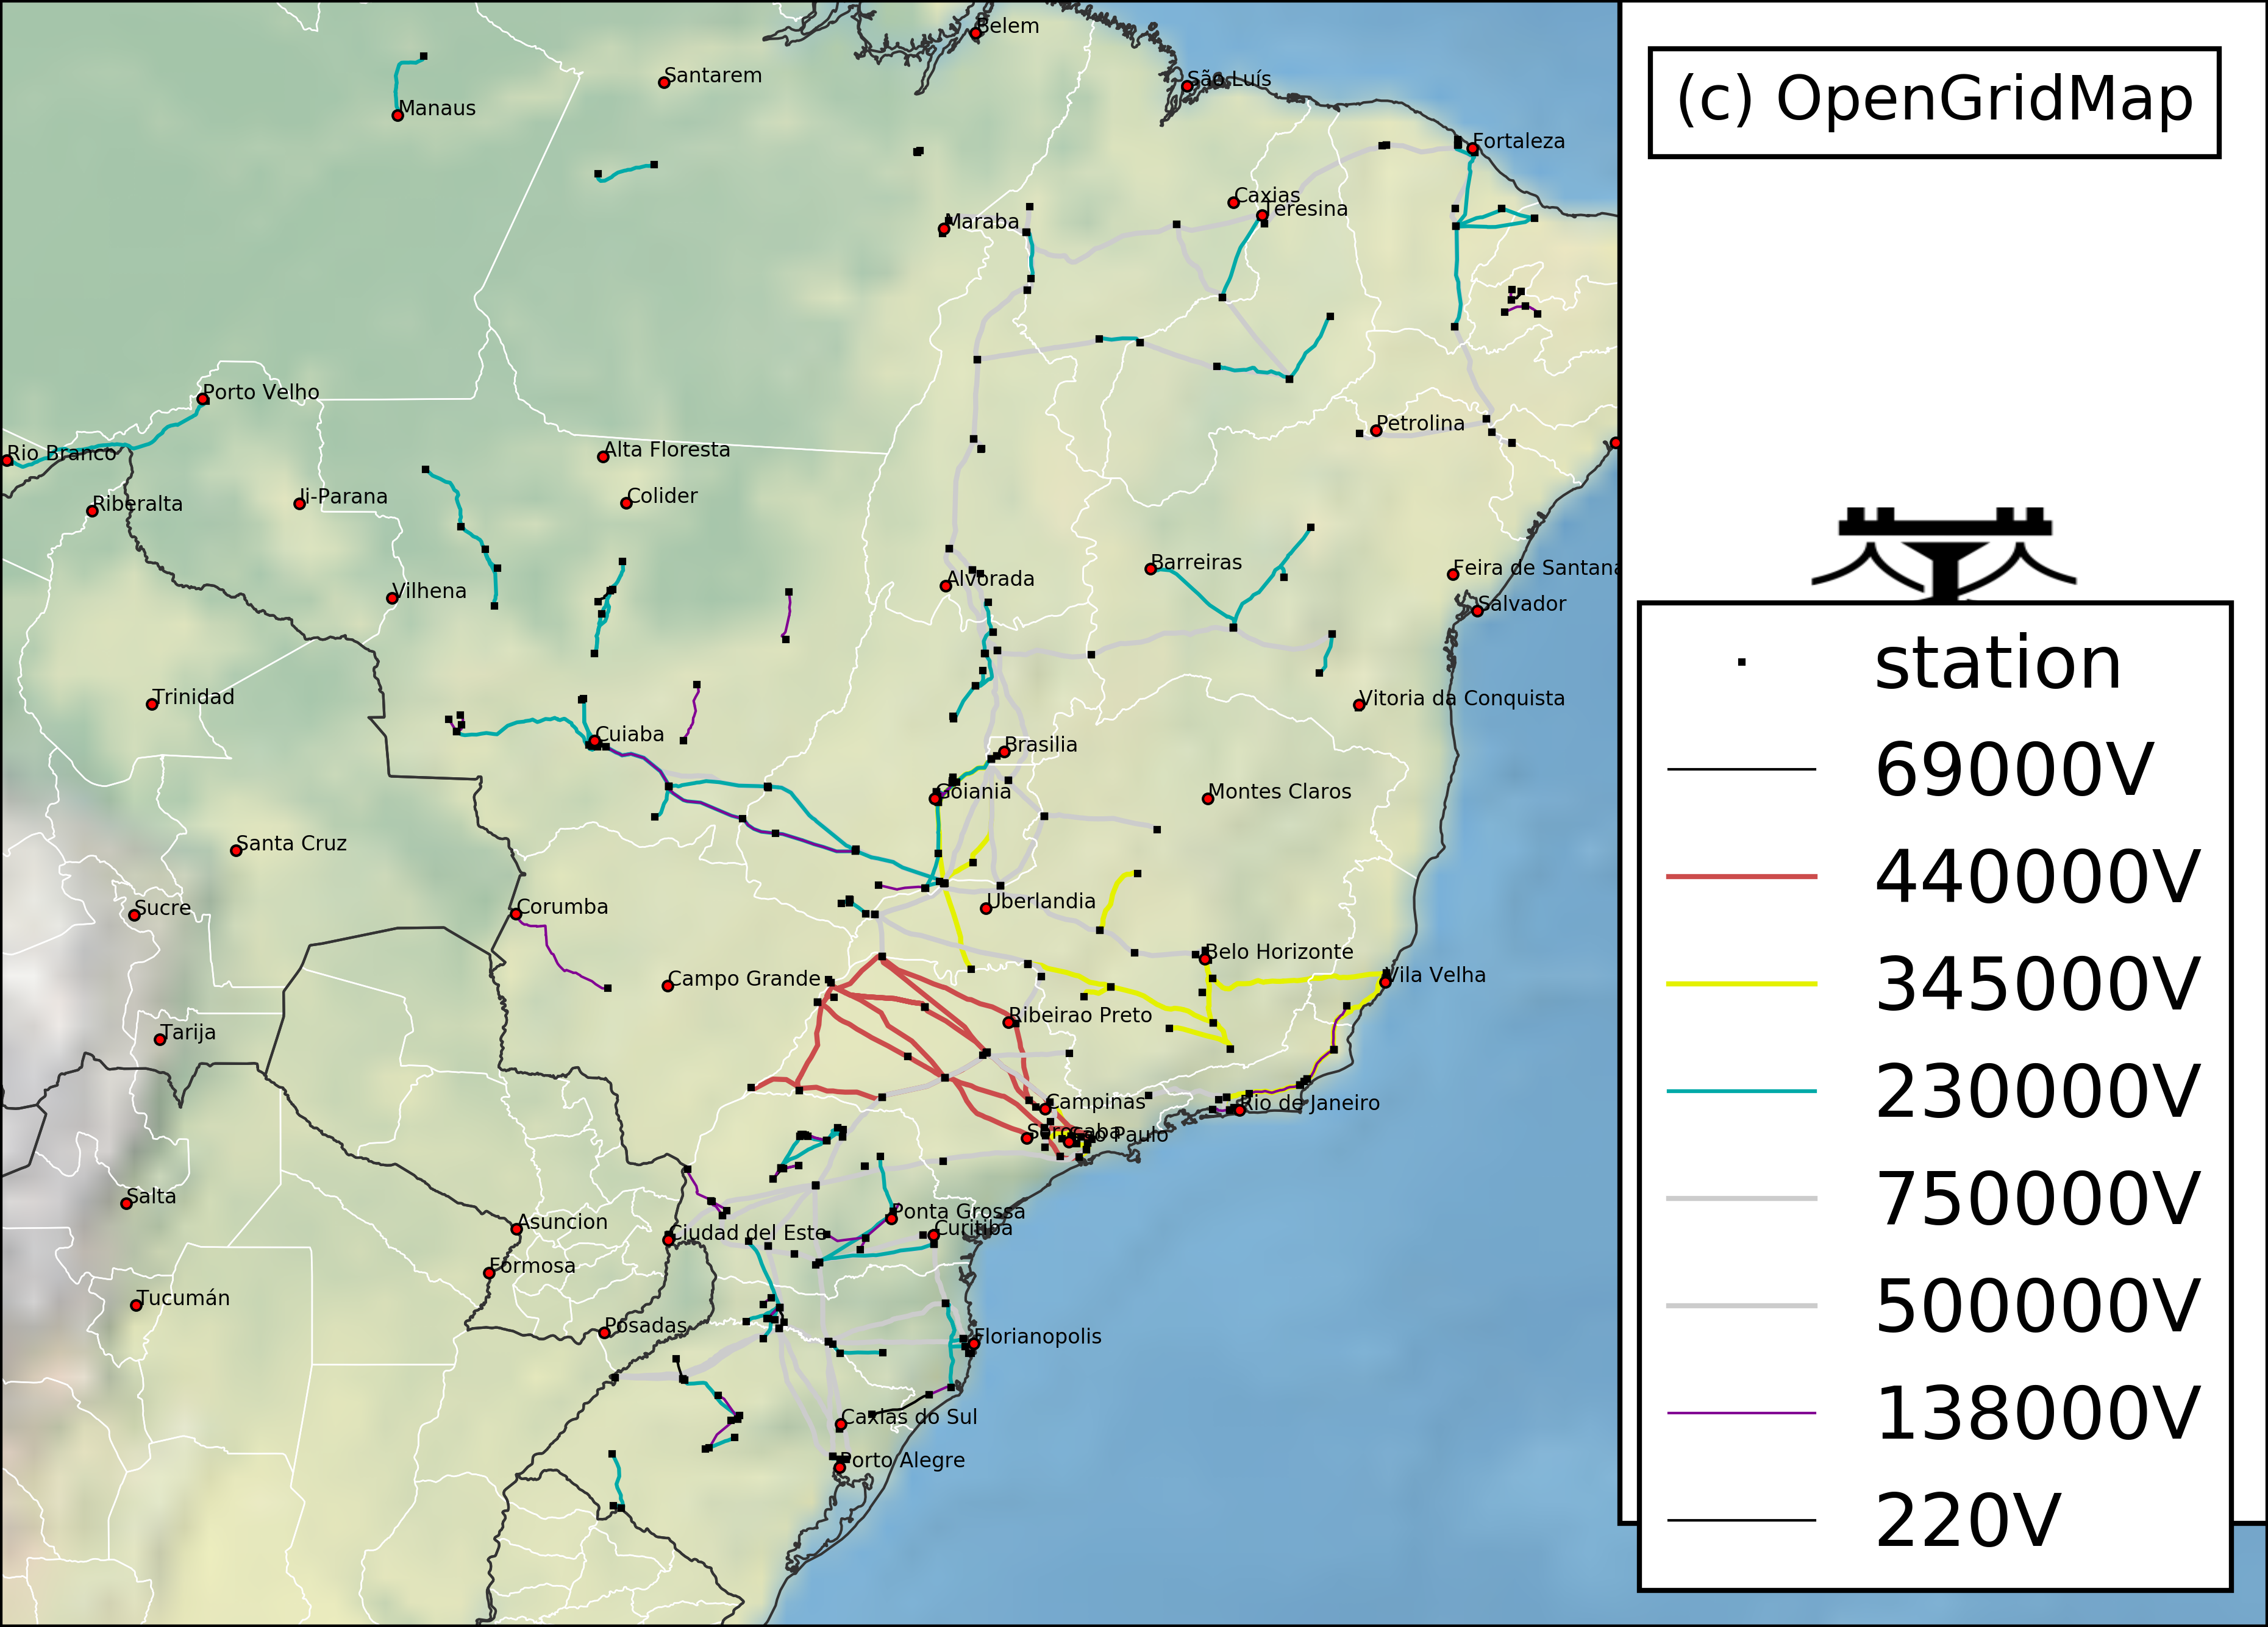 Belem
Santarem
São Luís
(c) OpenGridMap
Manaus
Fortaleza
Caxias
Teresina
Maraba
Porto Velho
Petrolina
Rio Branco
Alta Floresta
Ji-Parana
Colider
Riberalta
Barreiras
Feira de Santana
Alvorada
Vilhena
Salvador
Trinidad
Vitoria da Conquista
Cuiaba
Brasilia
Goiania
Montes Claros
Santa Cruz
Uberlandia
Corumba
Sucre
Belo Horizonte
Campo Grande
Vila Velha
Ribeirao Preto
Tarija
Campinas
Rio de Janeiro
Sorocaba
Sao Paulo
Salta
Ponta Grossa
Asuncion
Curitiba
Ciudad del Este
Formosa
Tucumán
Posadas
Florianopolis
Caxias do Sul
Porto Alegre
station
69000V
440000V
345000V
230000V
750000V
500000V
138000V
220V